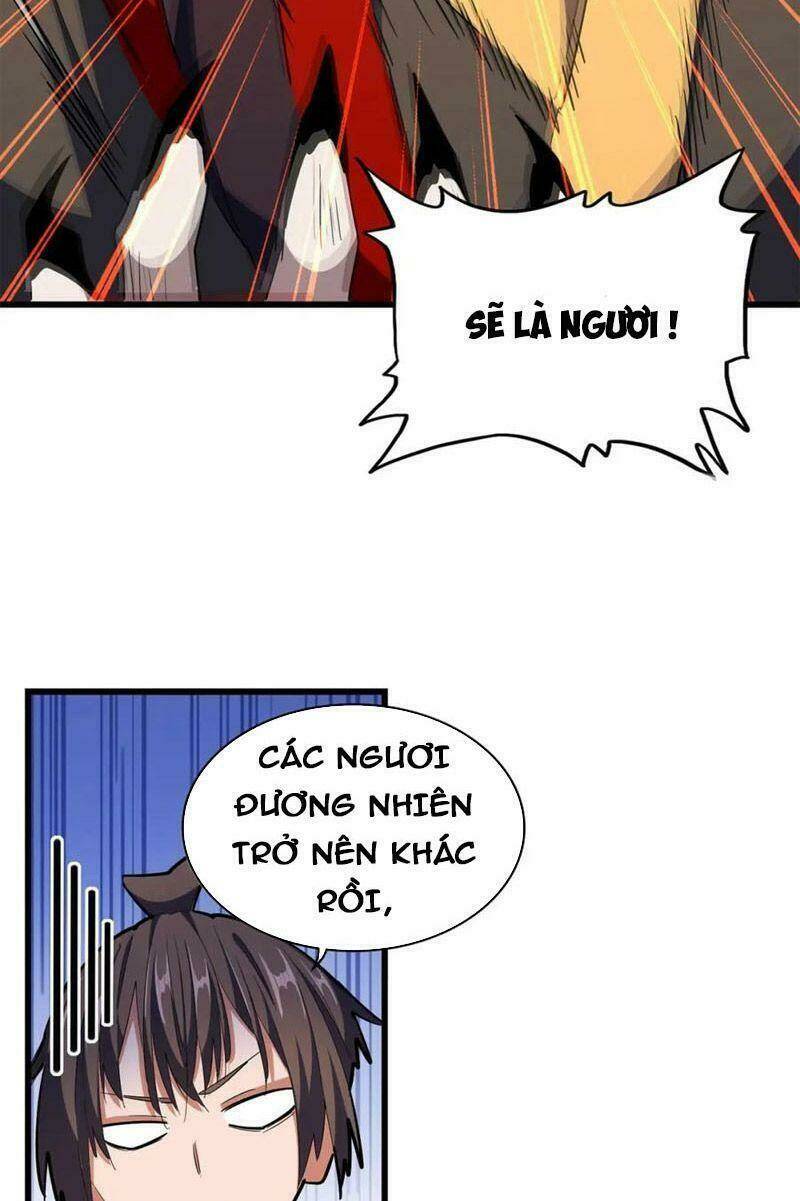 SẼ LÀ NGƯƠI !
CÁC NGƯƠI
ĐƯƠNG NHIÊN
TRỞ NÊN KHÁC
RỒI,